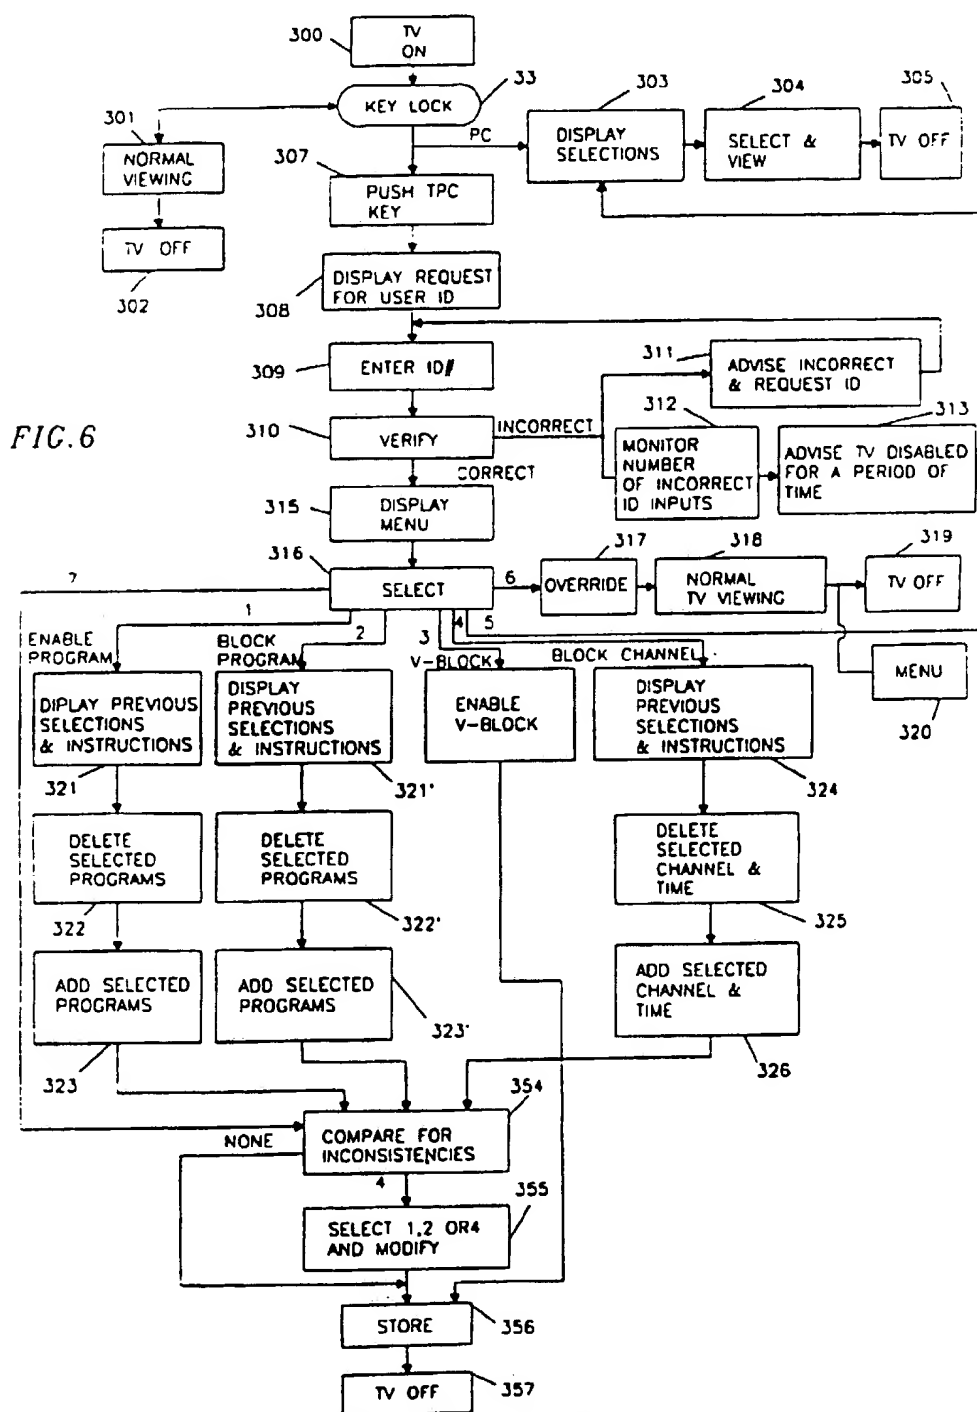 300
TV
ON
33
KEY LOCK
301
NORMAL
VIEWING
TV OFF
302
PC
303
DISPLAY
SELECTIONS
304
SELECT &
VIEW
305
TV OFF
307
PUSH TPC
KEY
308
DISPLAY REQUEST
FOR USER ID
309
ENTER ID#
311
ADVISE INCORRECT
& REQUEST ID
FIG.6
310
VERIFY
INCORRECT
CORRECT
312
MONITOR
NUMBER
OF INCORRECT
ID INPUTS
313
ADVISE TV DISABLED
FOR A PERIOD OF
TIME
315
DISPLAY
MENU
316
SELECT
6
317
OVERRIDE
318
NORMAL
TV VIEWING
319
TV OFF
MENU
320
7
1
2
3
4
5
ENABLE
PROGRAM
BLOCK
PROGRAM
V-BLOCK
BLOCK CHANNEL
DIPLAY PREVIOUS
SELECTIONS
& INSTRUCTIONS
321
DISPLAY
PREVIOUS
SELECTIONS
& INSTRUCTIONS
321'
ENABLE
V-BLOCK
DISPLAY
PREVIOUS
SELECTIONS
& INSTRUCTIONS
324
DELETE
SELECTED
PROGRAMS
322
DELETE
SELECTED
PROGRAMS
322'
DELETE
SELECTED
CHANNEL &
TIME
325
ADD SELECTED
PROGRAMS
323
ADD SELECTED
PROGRAMS
323'
ADD SELECTED
CHANNEL &
TIME
326
354
NONE
COMPARE FOR
INCONSISTENCIES
4
355
SELECT 1,2 OR4
AND MODIFY
STORE
356
TV OFF
357